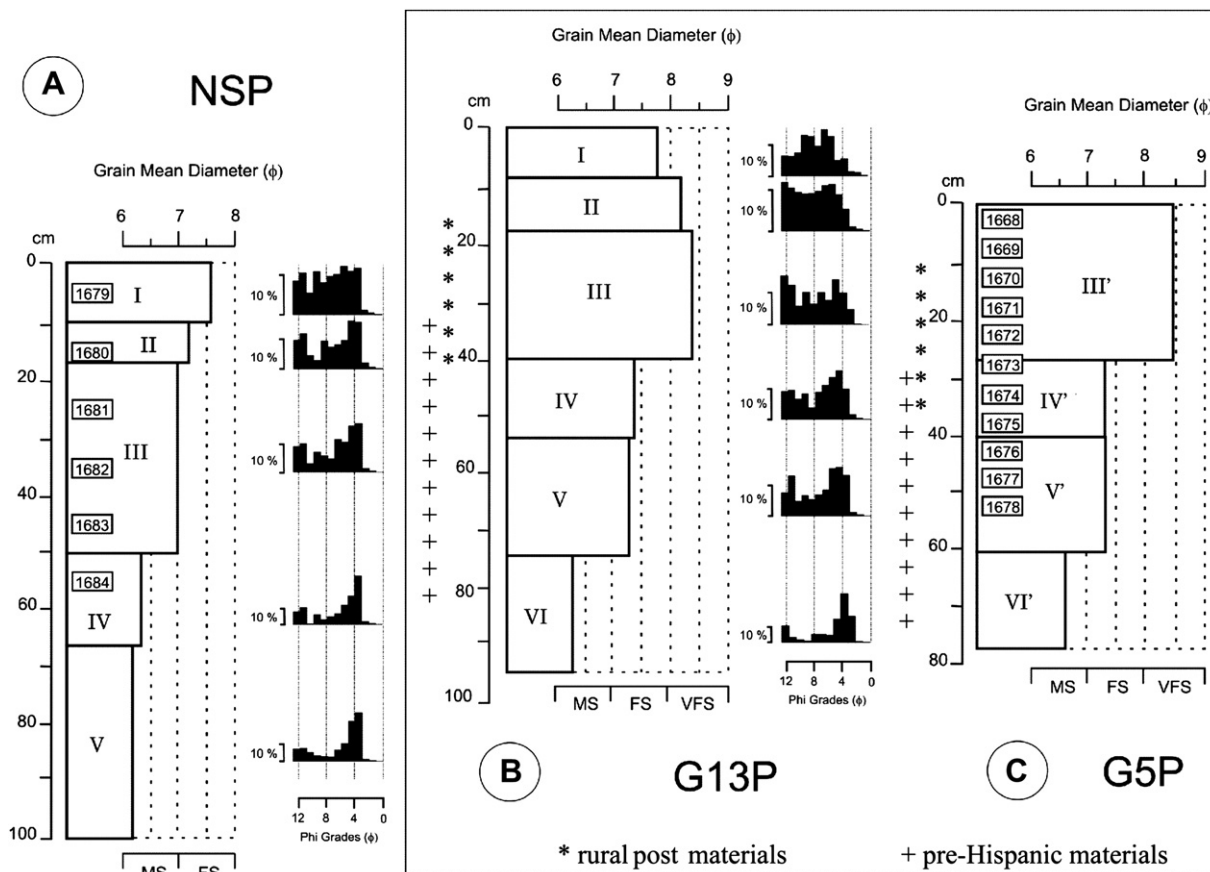 A
NSP
Grain Mean Diameter (ϕ)
6 7 8
cm
0
20
40
60
80
100
1679
I
1680
II
1681
III
1682
1683
1684
IV
V
10 %
10 %
10 %
10 %
10 %
12 8 4 0
Phi Grades (ϕ)
MS FS
Grain Mean Diameter (ϕ)
6 7 8 9
cm
0
20
40
60
80
100
I
II
III
IV
V
VI
* * * * * *
+ + + + + + + + + + +
10 %
10 %
10 %
10 %
10 %
10 %
12 8 4 0
Phi Grades (ϕ)
MS FS VFS
B
G13P
Grain Mean Diameter (ϕ)
6 7 8 9
cm
0
20
40
60
80
1668
1669
1670
III'
1671
1672
1673
1674
IV'
1675
1676
1677
V'
1678
VI'
* * * * * *
+ + + + + + + + + +
MS FS VFS
C
G5P
* rural post materials
+ pre-Hispanic materials